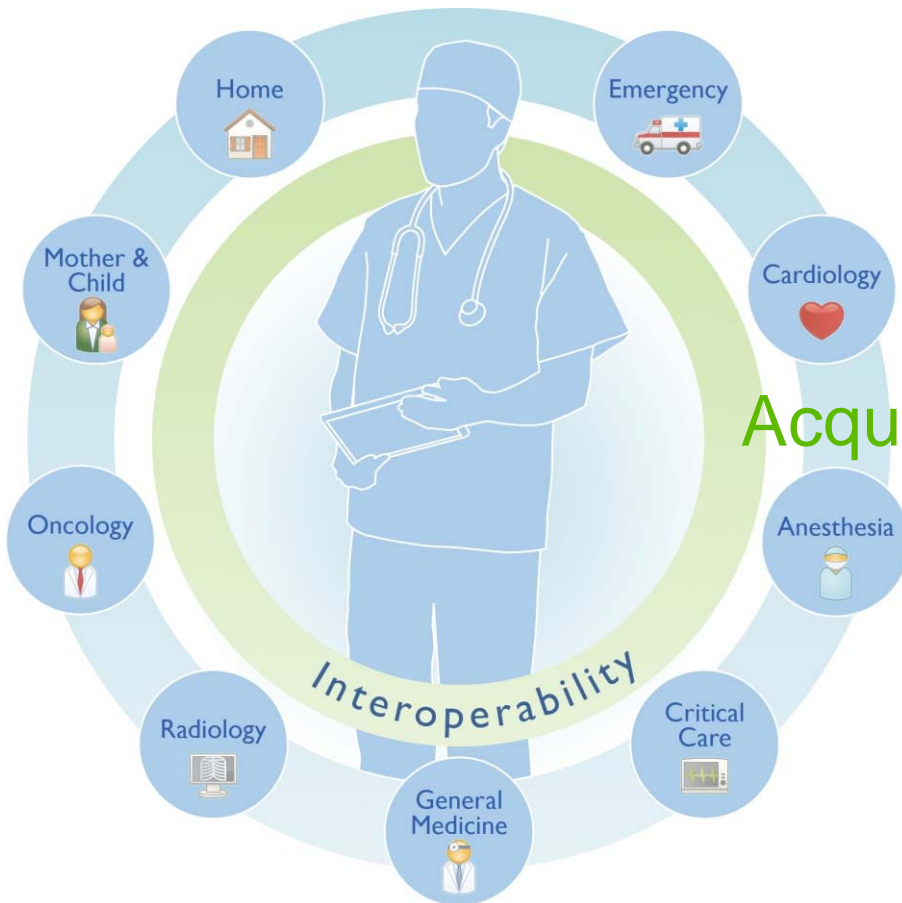 Home
Emergency
Mother &
Child
Cardiology
Acqu
Oncology
Anesthesia
Interoperability
Radiology
Critical
Care
General
Medicine